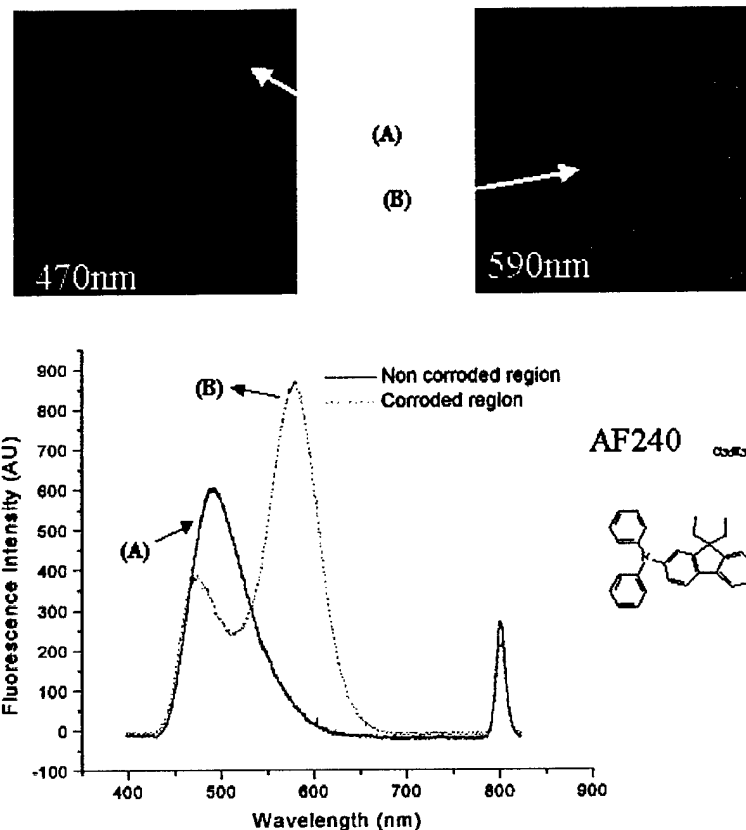 (A)
(B)
470nm
590nm
900
800
700
600
500
400
300
200
100
0
-100
Fluorescence Intensity (AU)
(B)
(A)
Non corroded region
Corroded region
AF240
N
400
500
600
700
800
900
Wavelength (nm)